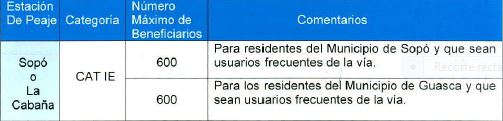 Estación
De Peaje
Categoría
Número
Máximo de
Beneficiarios
Comentarios
Sopó
o
La
Cabaña
CAT IE
600
Para residentes del Municipio de Sopó y que sean
usuarios frecuentes de la vía.
600
Para los residentes del Municipio de Guasca y que
sean usuarios frecuentes de la vía.
Recorte recta